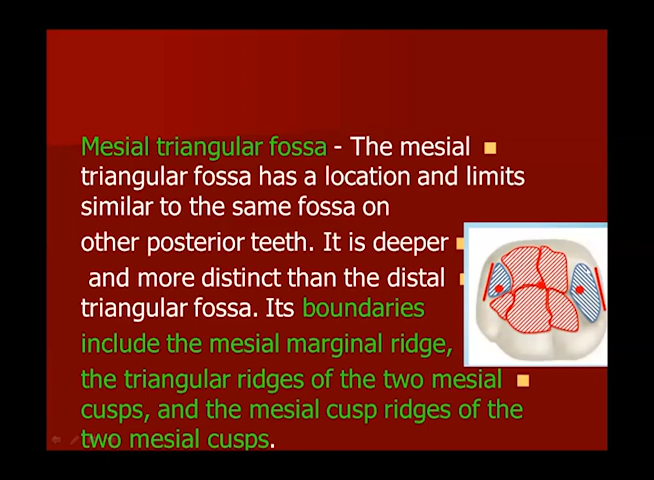 Mesial triangular fossa - The mesial
triangular fossa has a location and limits
similar to the same fossa on
other posterior teeth. It is deeper
and more distinct than the distal
triangular fossa. Its boundaries
include the mesial marginal ridge,
the triangular ridges of the two mesial
cusps, and the mesial cusp ridges of the
two mesial cusps.